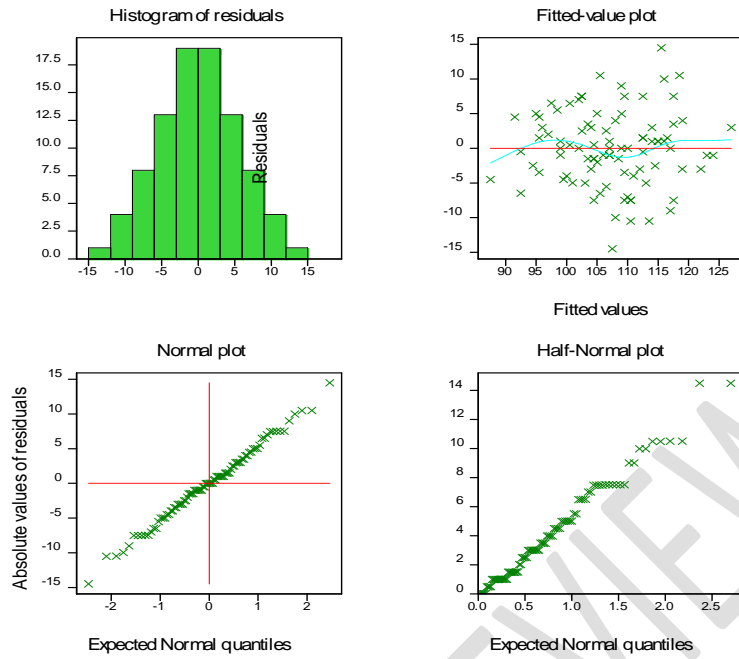 Histogram of residuals
17.5
15.0
12.5
10.0
7.5
5.0
2.5
0.0
-15 -10 -5 0 5 10 15
Residuals
Fitted-value plot
15
10
5
0
-5
-10
-15
90 95 100 105 110 115 120 125
Fitted values
Normal plot
15
10
5
0
-5
-10
-15
-2 -1 0 1 2
Absolute values of residuals
Expected Normal quantiles
Half-Normal plot
14
12
10
8
6
4
2
0
0.0 0.5 1.0 1.5 2.0 2.5
Expected Normal quantiles